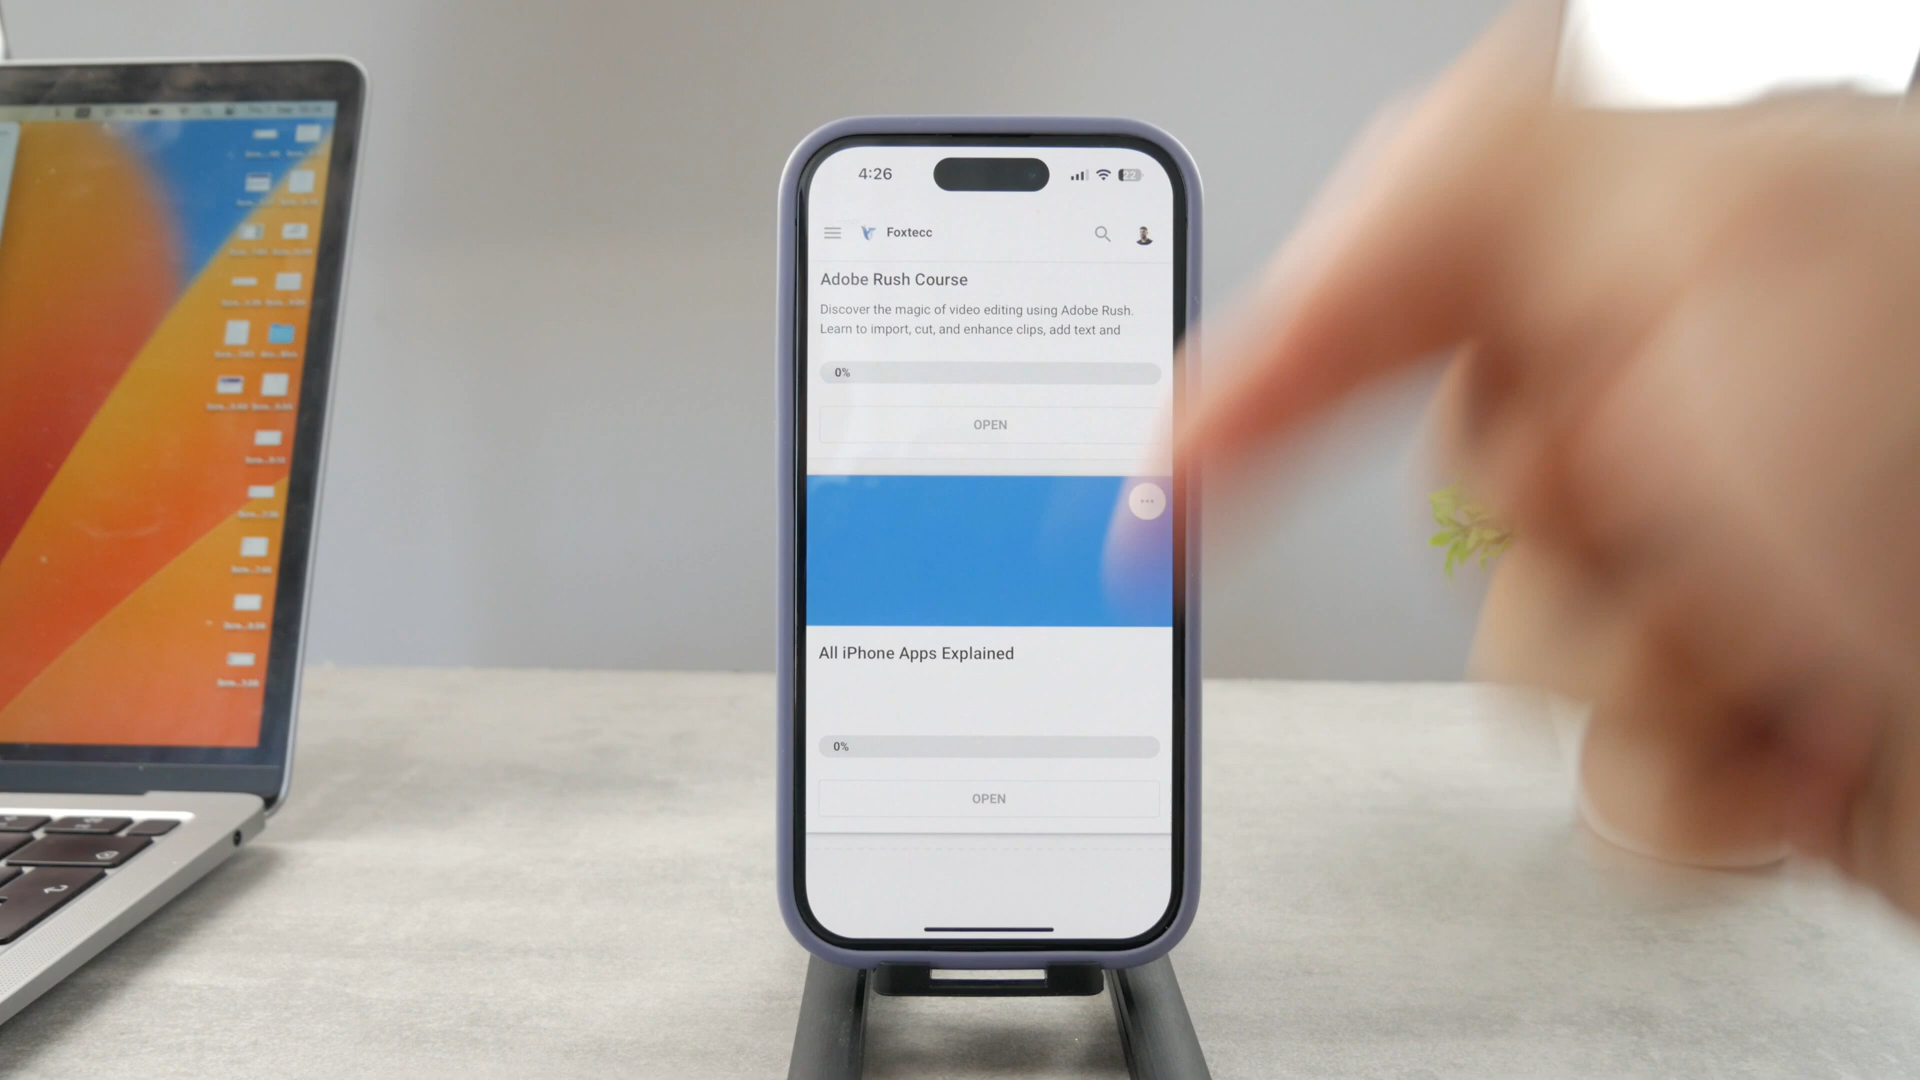 4:26
22
Foxtecc
Adobe Rush Course
Discover the magic of video editing using Adobe Rush.
Learn to import, cut, and enhance clips, add text and
0%
OPEN
All iPhone Apps Explained
0%
OPEN